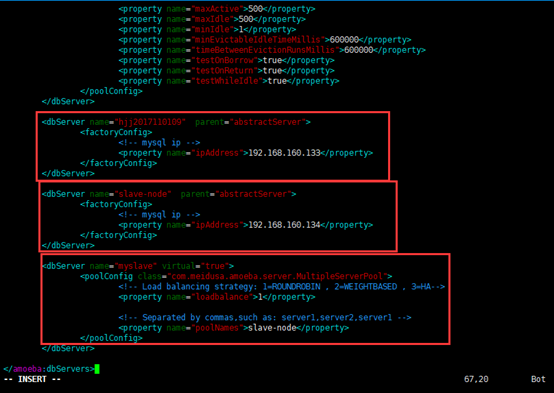 <property name="maxActive">500</property>
<property name="maxIdle">500</property>
<property name="minIdle">1</property>
<property name="minEvictableIdleTimeMillis">600000</property>
<property name="timeBetweenEvictionRunsMillis">600000</property>
<property name="testOnBorrow">true</property>
<property name="testOnReturn">true</property>
<property name="testWhileIdle">true</property>
</poolConfig>
</dbServer>
<dbServer name="hjj2017110109"  parent="abstractServer">
<factoryConfig>
<!-- mysql ip -->
<property name="ipAddress">192.168.160.133</property>
</factoryConfig>
</dbServer>
<dbServer name="slave-node"  parent="abstractServer">
<factoryConfig>
<!-- mysql ip -->
<property name="ipAddress">192.168.160.134</property>
</factoryConfig>
</dbServer>
<dbServer name="myslave" virtual="true">
<poolConfig class="com.meidusa.amoeba.server.MultipleServerPool">
<!-- Load balancing strategy: 1=ROUNDROBIN , 2=WEIGHTBASED , 3=HA-->
<property name="loadbalance">1</property>
<!-- Separated by commas,such as: server1,server2,server1 -->
<property name="poolNames">slave-node</property>
</poolConfig>
</dbServer>
</amoeba:dbServers>
-- INSERT -- 67,20 Bot